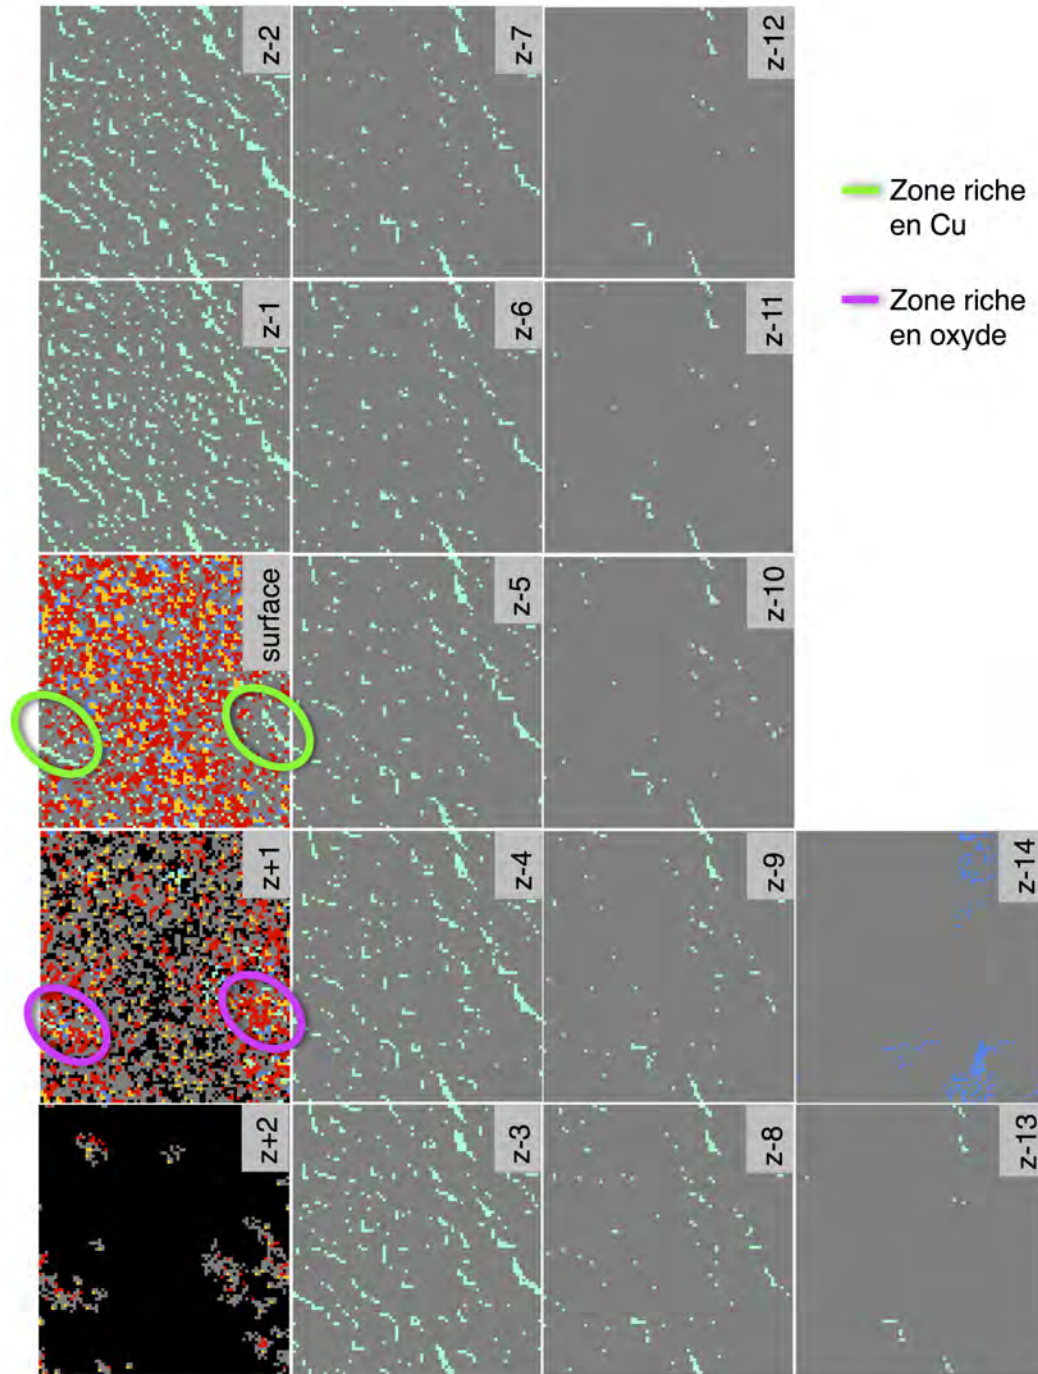 z-2
z-7
z-12
z-1
z-6
z-11
surface
z-5
z-10
z+1
z-4
z-9
z-14
z+2
z-3
z-8
z-13
Zone riche
en Cu
Zone riche
en oxyde